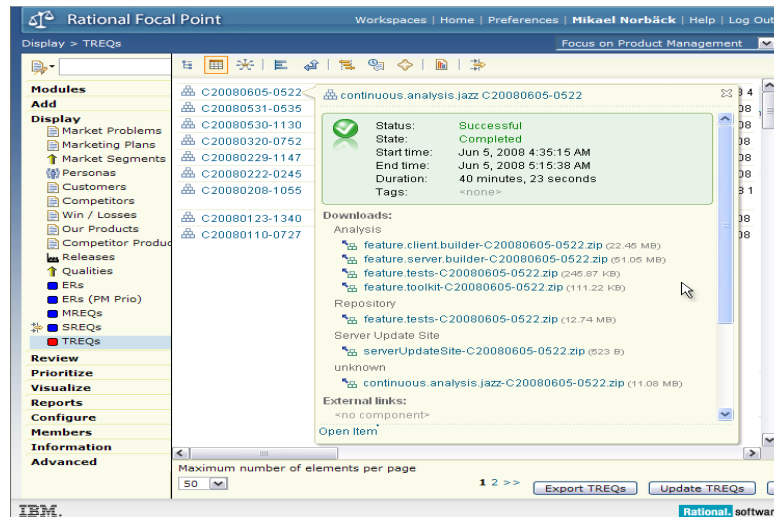 Rational Focal Point
Workspaces | Home | Preferences | Mikael Norbäck | Help | Log Out
Display > TREQs
Focus on Product Management
Modules
Add
Display
Market Problems
Marketing Plans
Market Segments
Personas
Customers
Competitors
Win / Losses
Our Products
Competitor Produc
Releases
Qualities
ERs
ERs (PM Prio)
MREQs
SREQs
TREQs
Review
Prioritize
Visualize
Reports
Configure
Members
Information
Advanced
C20080605-0522
C20080531-0535
C20080530-1130
C20080320-0752
C20080229-1147
C20080222-0245
C20080208-1055
C20080123-1340
C20080110-0727
continuous.analysis.jazz C20080605-0522
Status: Successful
State: Completed
Start time: Jun 5, 2008 4:35:15 AM
End time: Jun 5, 2008 5:15:38 AM
Duration: 40 minutes, 23 seconds
Tags: <none>
Downloads:
Analysis
feature.client.builder-C20080605-0522.zip (22.45 MB)
feature.server.builder-C20080605-0522.zip (51.05 MB)
feature.tests-C20080605-0522.zip (245.87 KB)
feature.toolkit-C20080605-0522.zip (111.22 KB)
Repository
feature.tests-C20080605-0522.zip (12.74 MB)
Server Update Site
serverUpdateSite-C20080605-0522.zip (523 B)
unknown
continuous.analysis.jazz-C20080605-0522.zip (11.08 MB)
External links:
<no component>
Open Item
Maximum number of elements per page
50
1 2 >>
Export TREQs
Update TREQs
IBM.
Rational. softwar